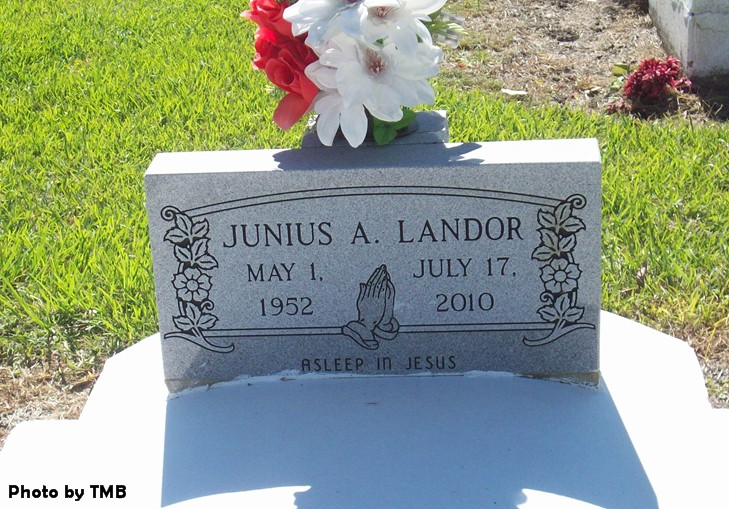 JUNIUS A. LANDOR
MAY 1, JULY 17,
1952 2010
ASLEEP IN JESUS
Photo by TMB